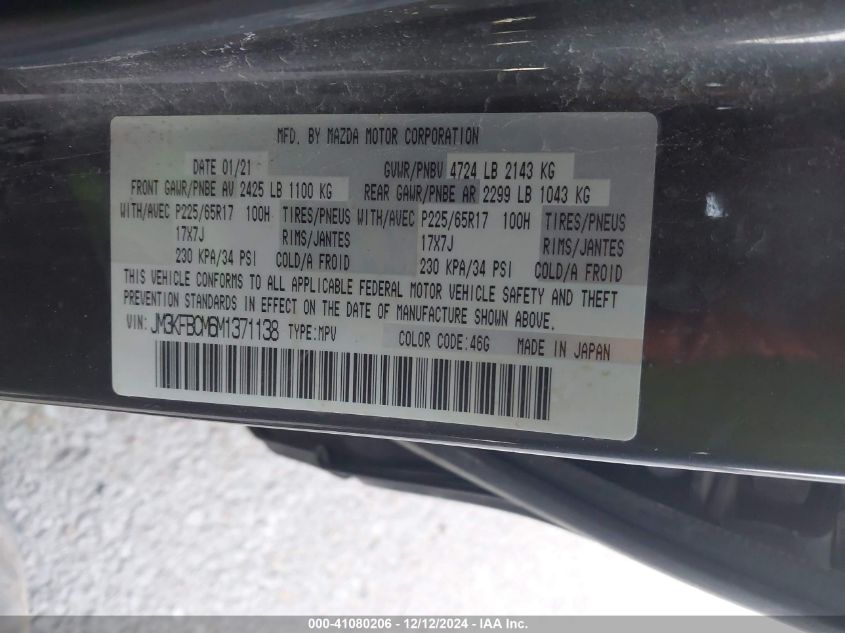 MFD. BY MAZDA MOTOR CORPORATION
DATE 01/21 GVWR/PNBV 4724 LB 2143 KG
FRONT GAWR/PNBE AV 2425 LB 1100 KG REAR GAWR/PNBE AR 2299 LB 1043 KG
WITH/AVEC P225/65R17 100H TIRES/PNEUS WITH/AVEC P225/65R17 100H TIRES/PNEUS
17X7J RIMS/JANTES 17X7J RIMS/JANTES
230 KPA/34 PSI COLD/A FROID 230 KPA/34 PSI COLD/A FROID
THIS VEHICLE CONFORMS TO ALL APPLICABLE FEDERAL MOTOR VEHICLE SAFETY AND THEFT
PREVENTION STANDARDS IN EFFECT ON THE DATE OF MANUFACTURE SHOWN ABOVE.
VIN: JM3KFBCM6M1371138 TYPE:MPV COLOR CODE:46G MADE IN JAPAN
000-41080206 - 12/12/2024 - IAA Inc.